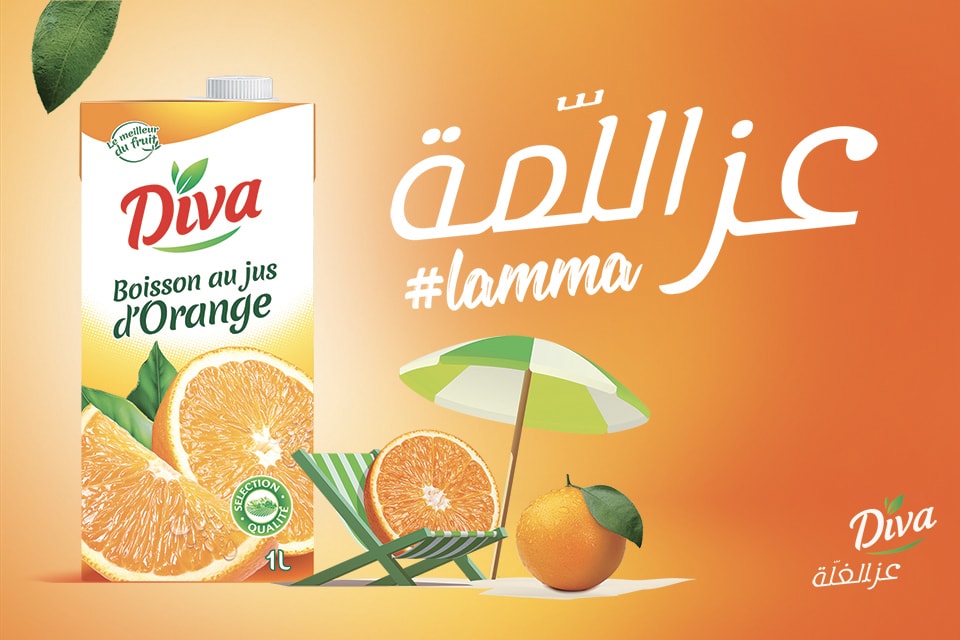 Le meilleur
du fruit
Diva
Boisson au jus
d'Orange
SÉLECTION
QUALITÉ
1L
عز اللّمة
#lamma
Diva
عز الغلّة